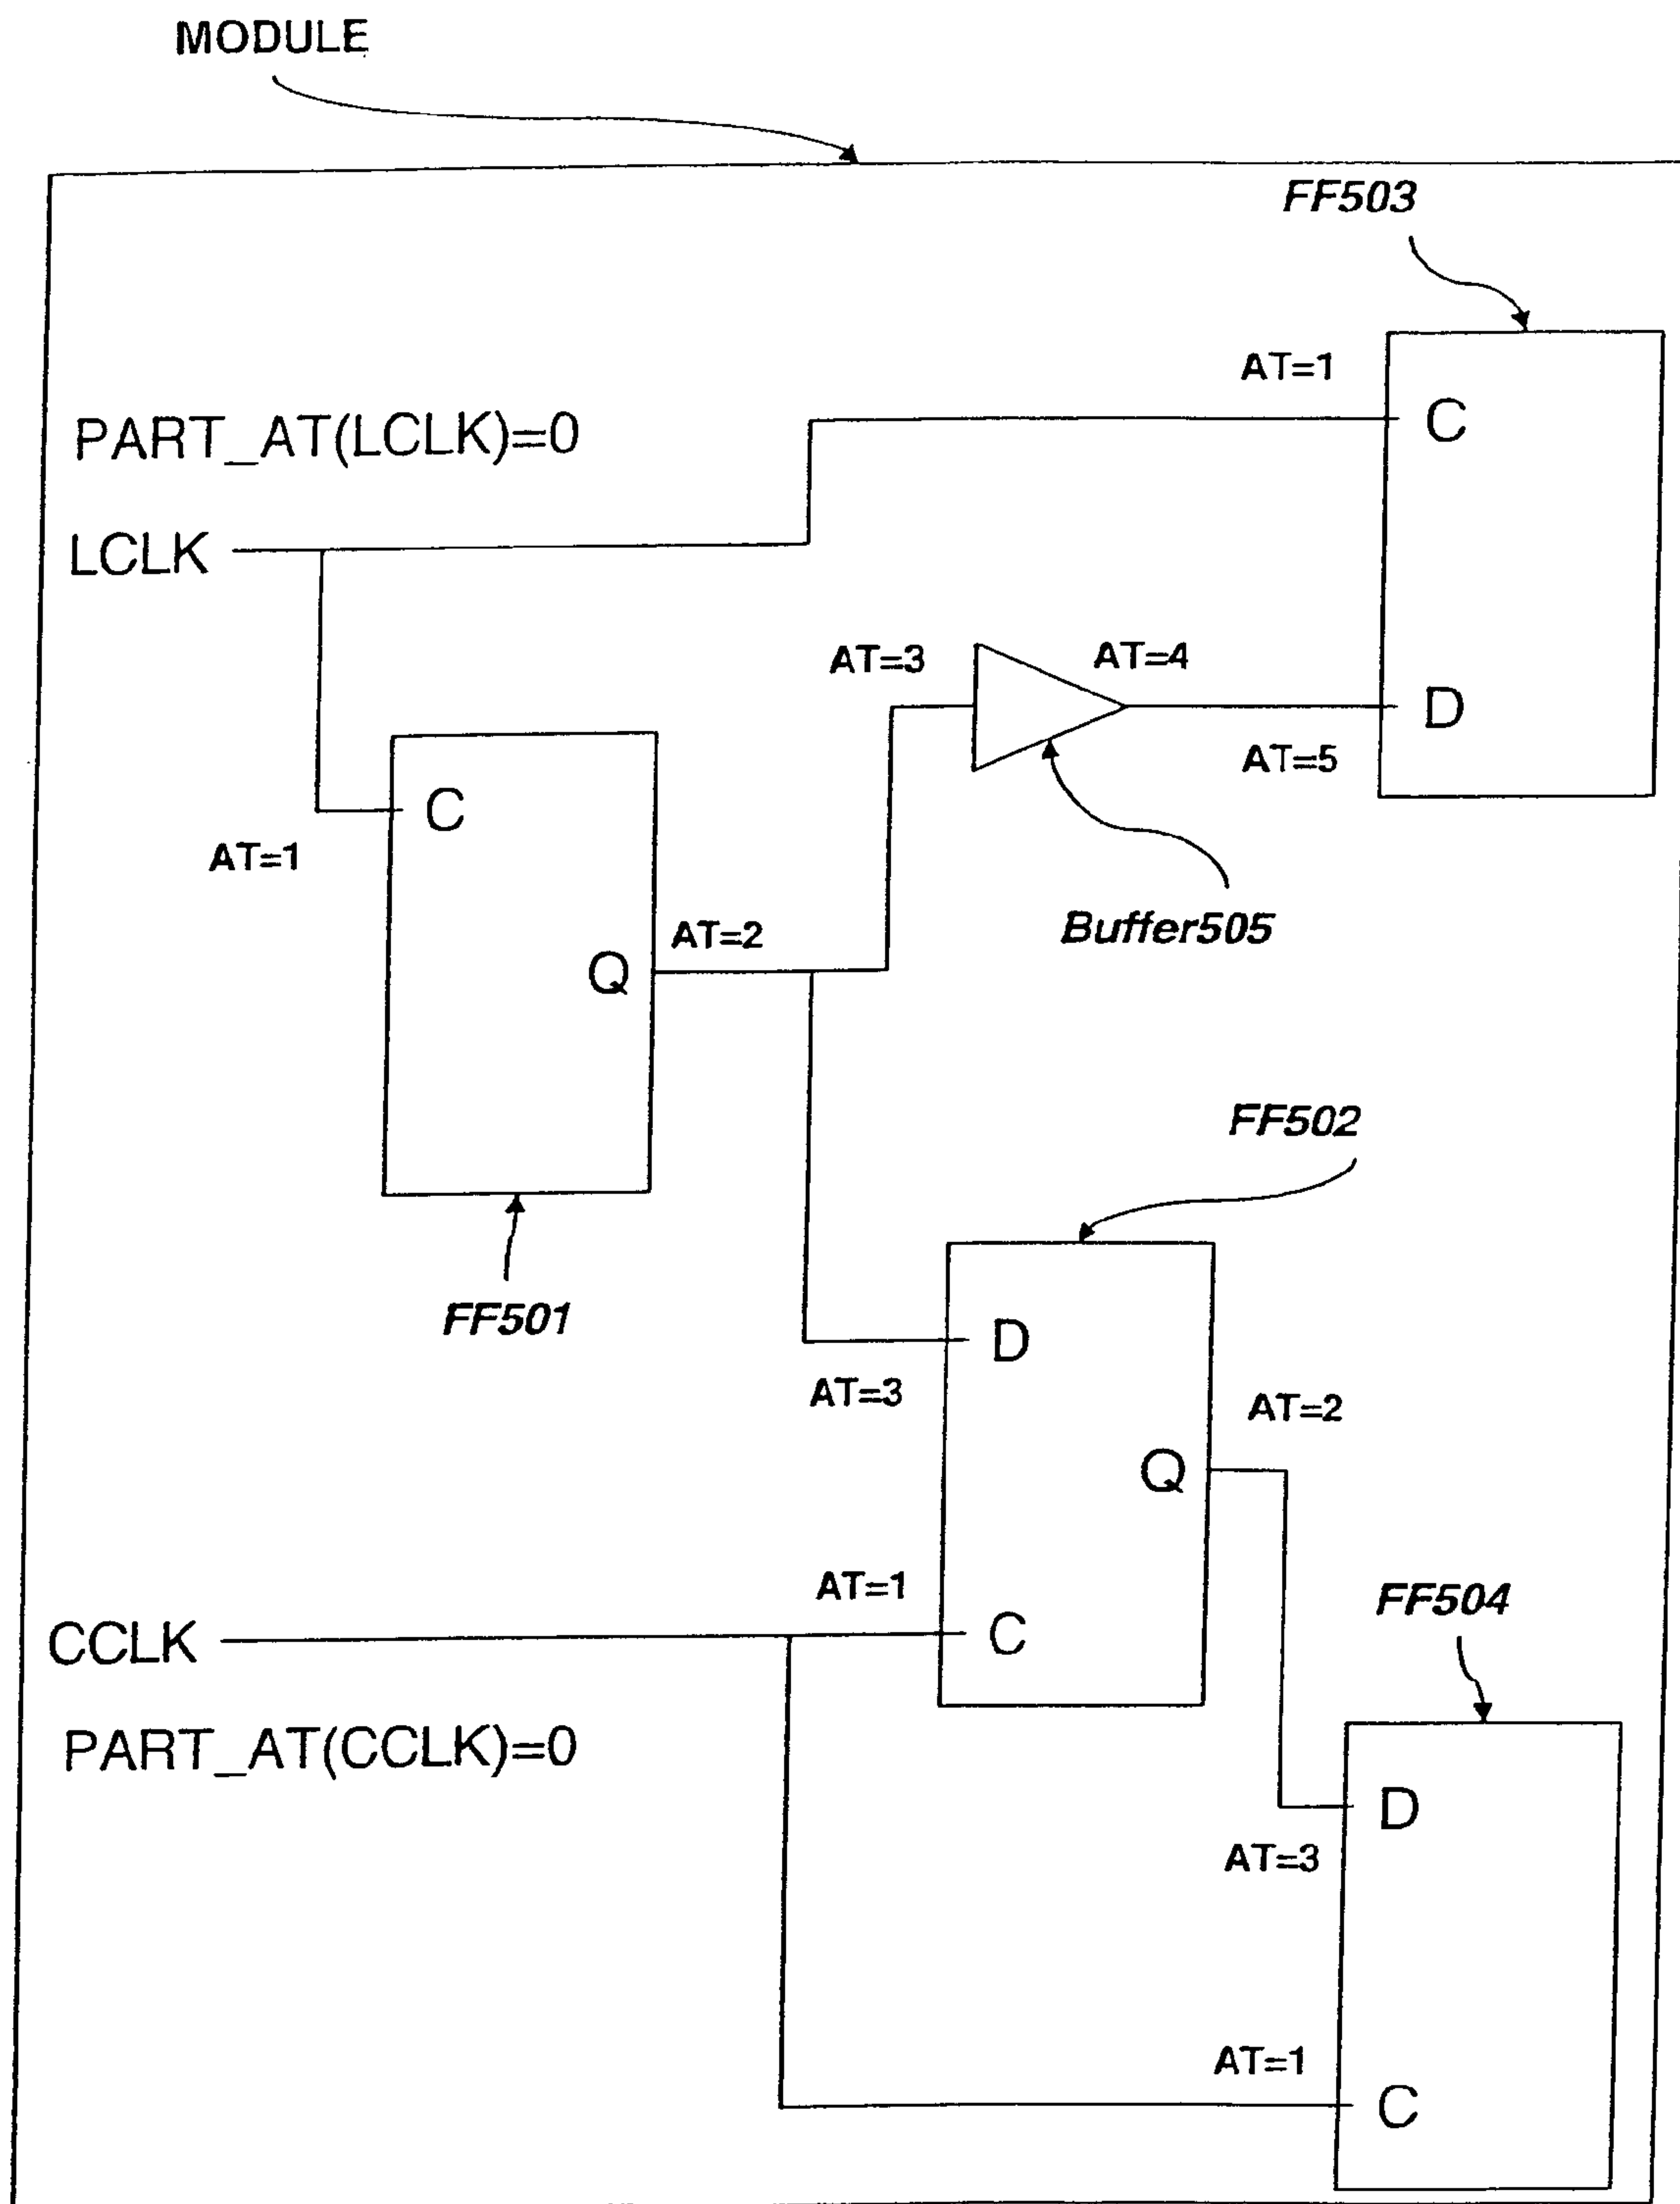 MODULE
FF503
AT=1
C
PART_AT(LCLK)=0
LCLK
AT=3
AT=4
D
AT=5
C
AT=1
Buffer505
AT=2
Q
FF502
FF501
D
AT=3
AT=2
Q
AT=1
FF504
C
CCLK
PART_AT(CCLK)=0
D
AT=3
AT=1
C